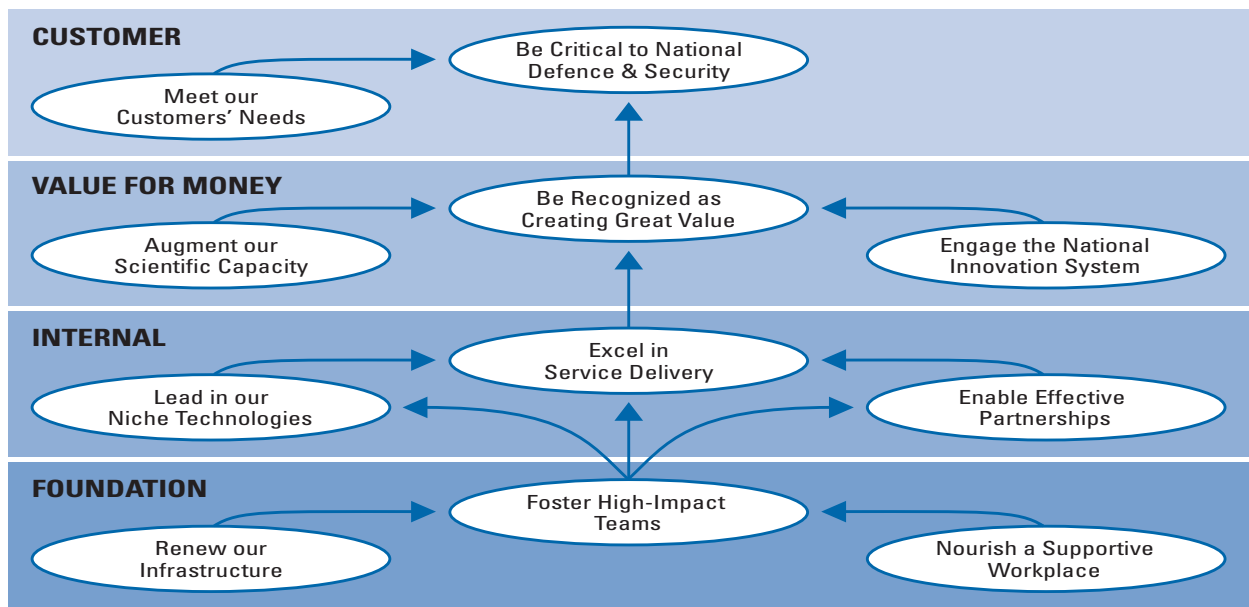 CUSTOMER
Be Critical to National
Defence & Security
Meet our
Customers’ Needs
VALUE FOR MONEY
Be Recognized as
Creating Great Value
Augment our
Scientific Capacity
Engage the National
Innovation System
INTERNAL
Excel in
Service Delivery
Lead in our
Niche Technologies
Enable Effective
Partnerships
FOUNDATION
Foster High-Impact
Teams
Renew our
Infrastructure
Nourish a Supportive
Workplace